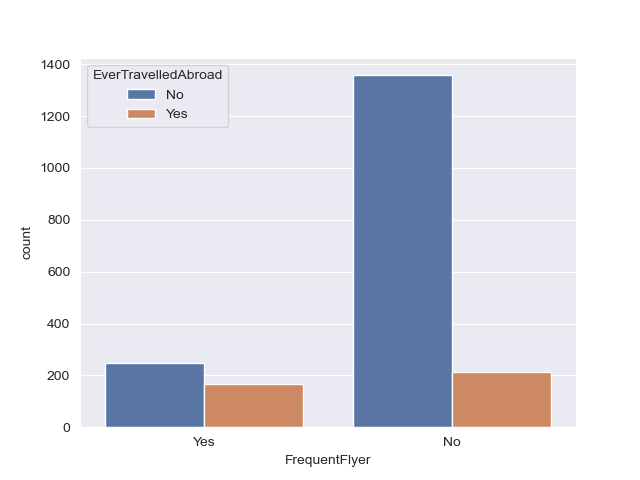 EverTravelledAbroad
No
Yes
1400
1200
1000
800
600
400
200
0
count
Yes
No
FrequentFlyer